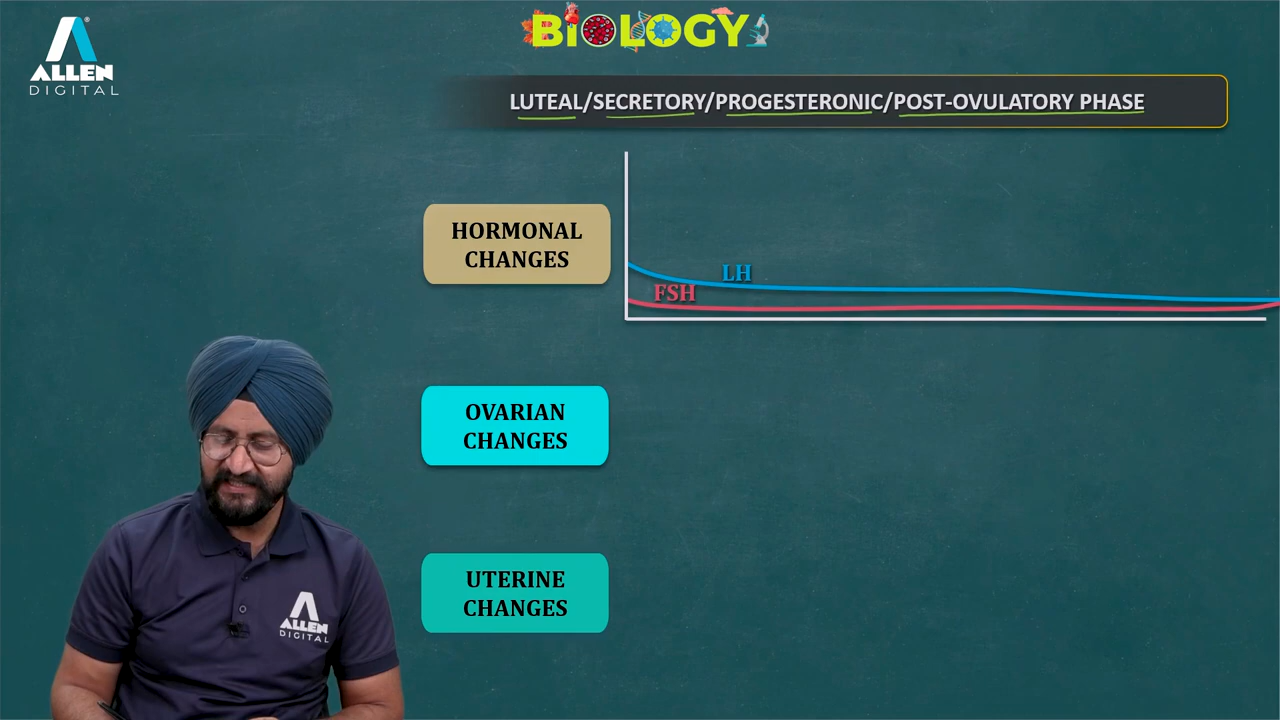 ALLEN
DIGITAL
BIOLOGY
LUTEAL/SECRETORY/PROGESTERONIC/POST-OVULATORY PHASE
HORMONAL
CHANGES
LH
FSH
OVARIAN
CHANGES
UTERINE
CHANGES
ALLEN
DIGITAL